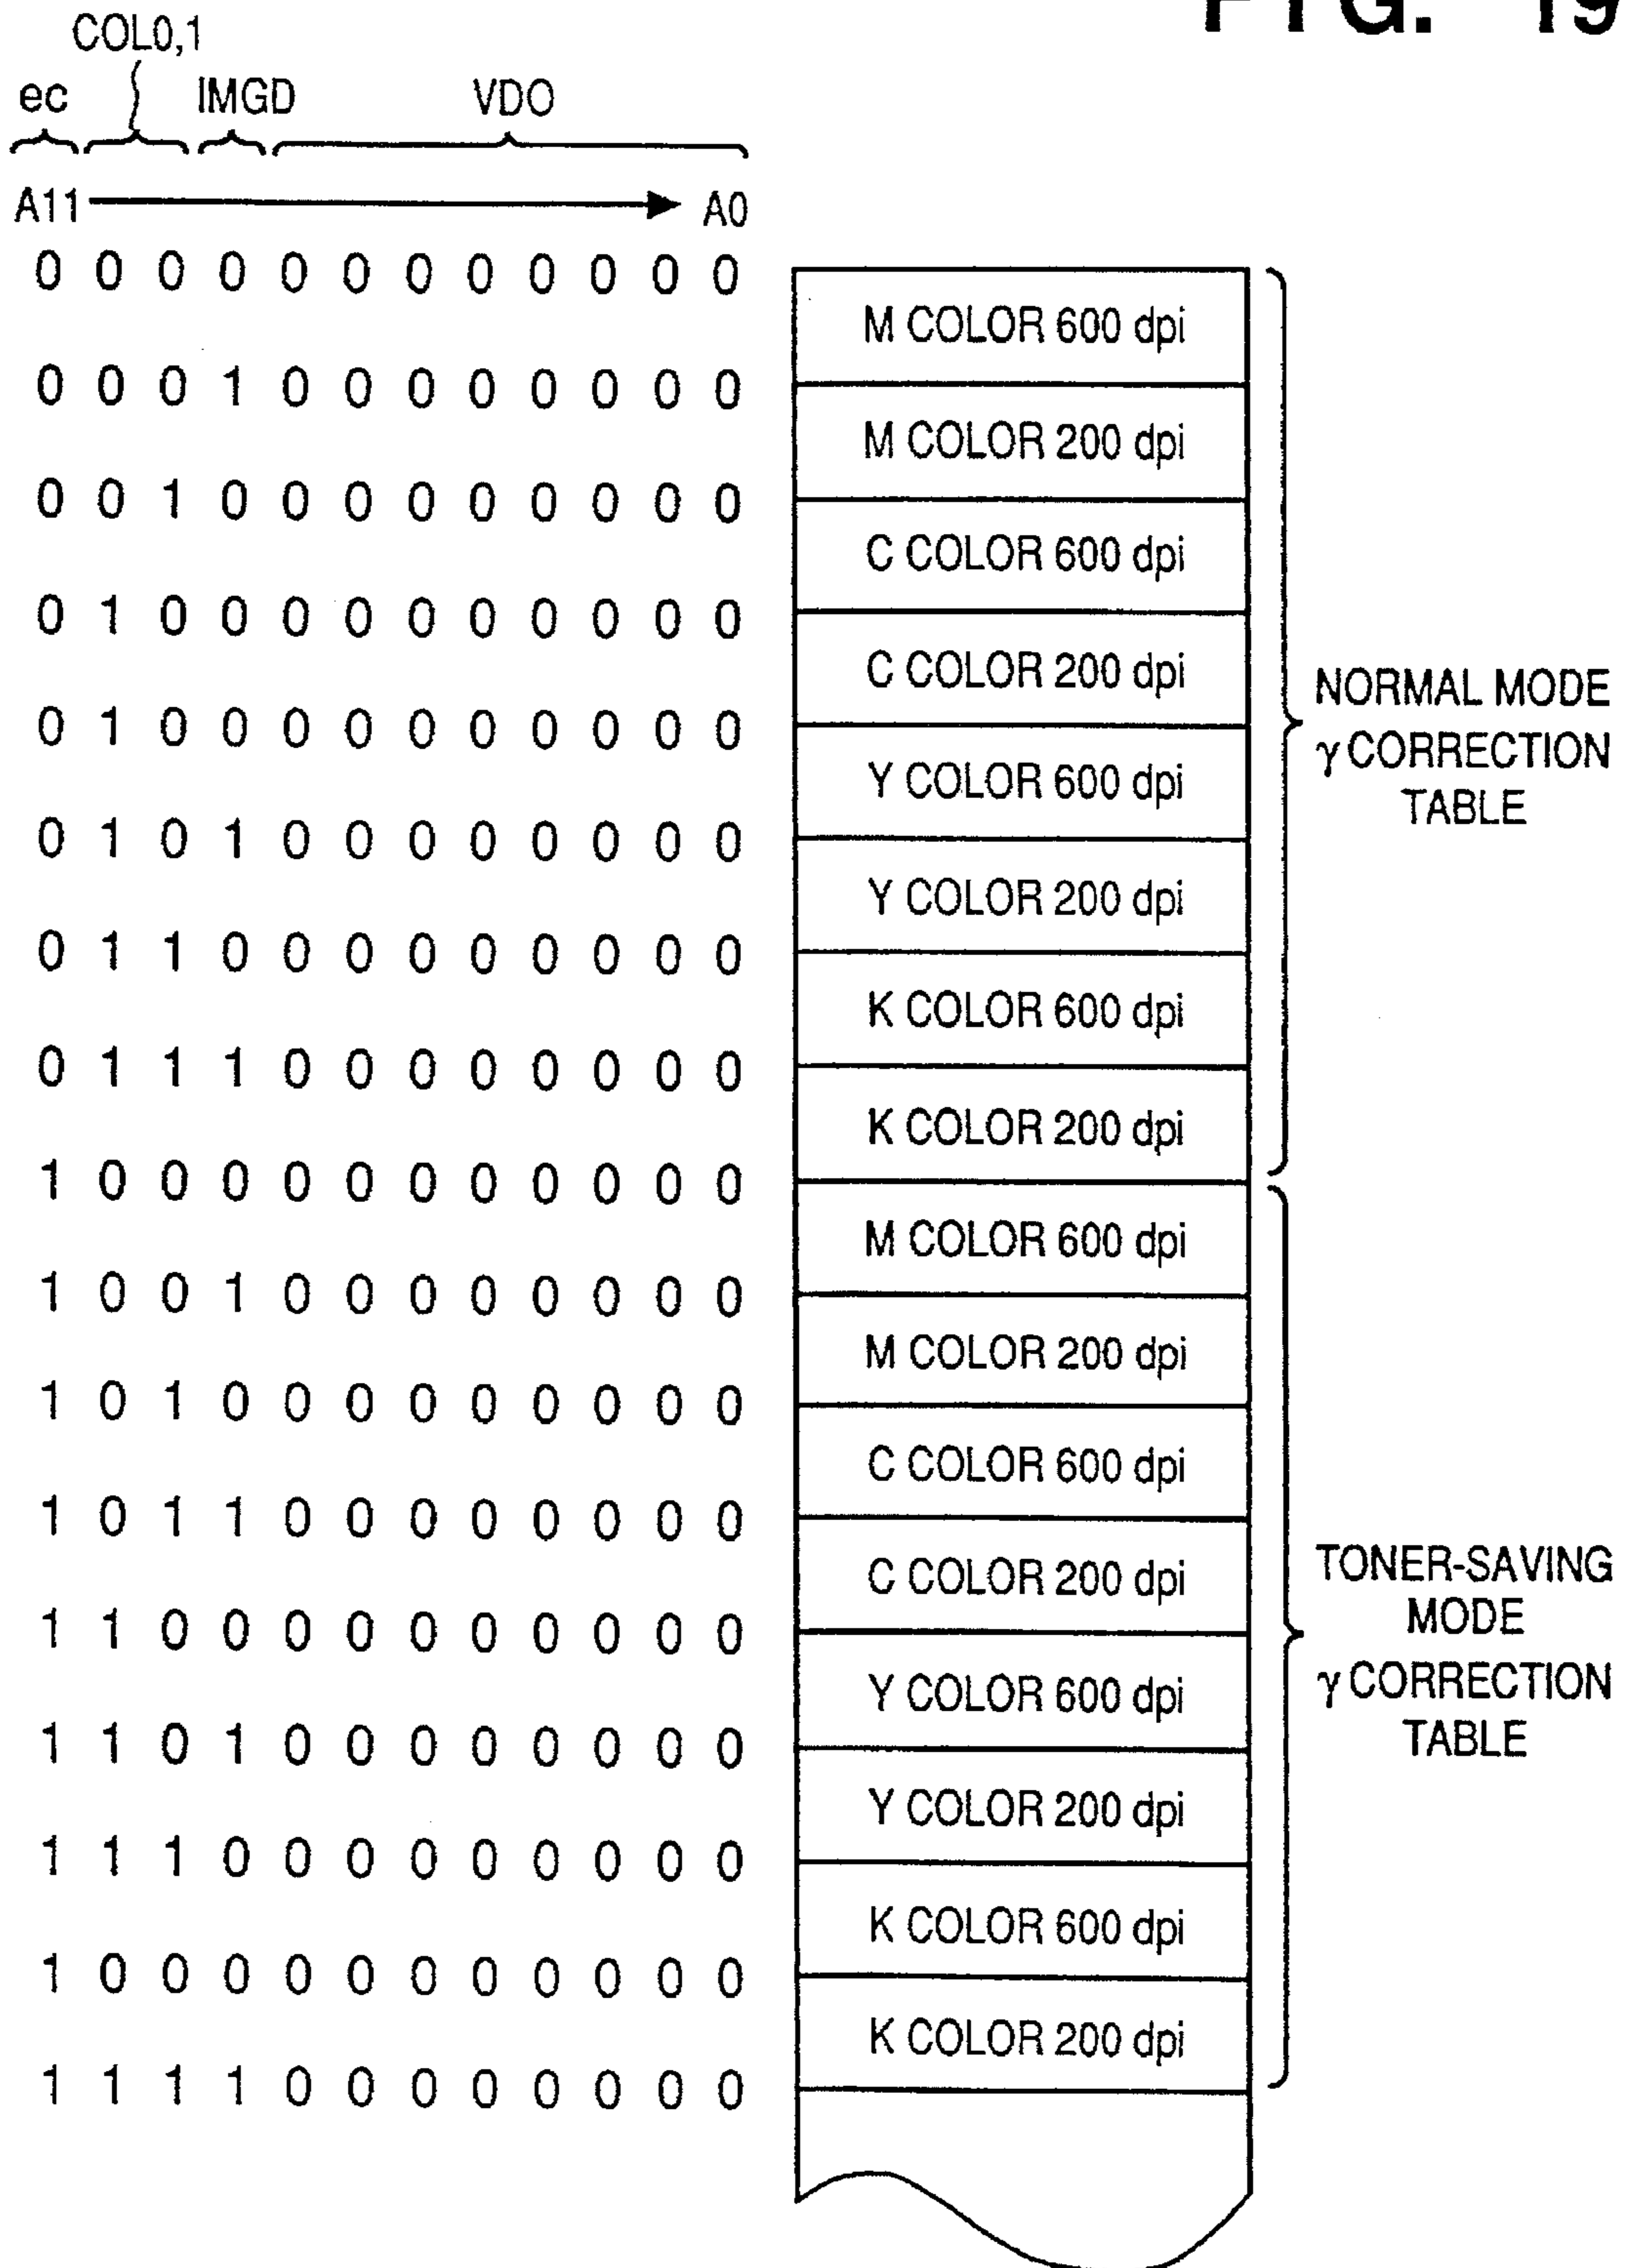 FIG. 19
COL0,1
ec IMGD VDO
A11 A0
0 0 0 0 0 0 0 0 0 0 0 0
M COLOR 600 dpi
0 0 0 1 0 0 0 0 0 0 0 0
M COLOR 200 dpi
0 0 1 0 0 0 0 0 0 0 0 0
C COLOR 600 dpi
0 1 0 0 0 0 0 0 0 0 0 0
C COLOR 200 dpi
0 1 0 0 0 0 0 0 0 0 0 0
Y COLOR 600 dpi
0 1 0 1 0 0 0 0 0 0 0 0
Y COLOR 200 dpi
0 1 1 0 0 0 0 0 0 0 0 0
K COLOR 600 dpi
0 1 1 1 0 0 0 0 0 0 0 0
K COLOR 200 dpi
NORMAL MODE
γ CORRECTION
TABLE
1 0 0 0 0 0 0 0 0 0 0 0
M COLOR 600 dpi
1 0 0 1 0 0 0 0 0 0 0 0
M COLOR 200 dpi
1 0 1 0 0 0 0 0 0 0 0 0
C COLOR 600 dpi
1 0 1 1 0 0 0 0 0 0 0 0
C COLOR 200 dpi
1 1 0 0 0 0 0 0 0 0 0 0
Y COLOR 600 dpi
1 1 0 1 0 0 0 0 0 0 0 0
Y COLOR 200 dpi
1 1 1 0 0 0 0 0 0 0 0 0
K COLOR 600 dpi
1 0 0 0 0 0 0 0 0 0 0 0
K COLOR 200 dpi
1 1 1 1 0 0 0 0 0 0 0 0
TONER-SAVING
MODE
γ CORRECTION
TABLE